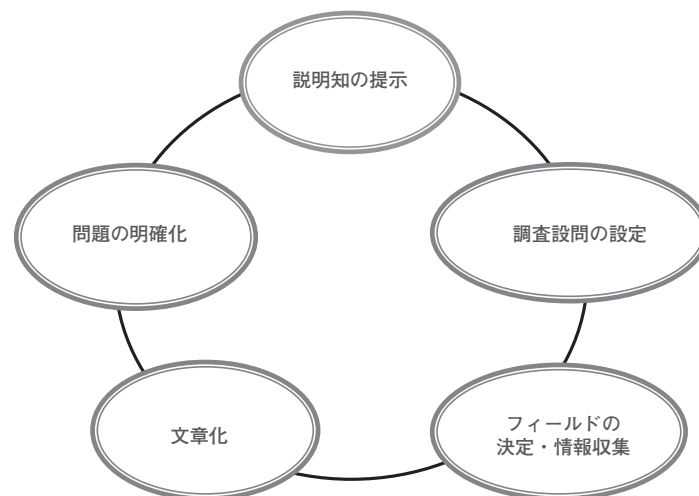 説明知の提示
問題の明確化
調査設問の設定
文章化
フィールドの
決定・情報収集